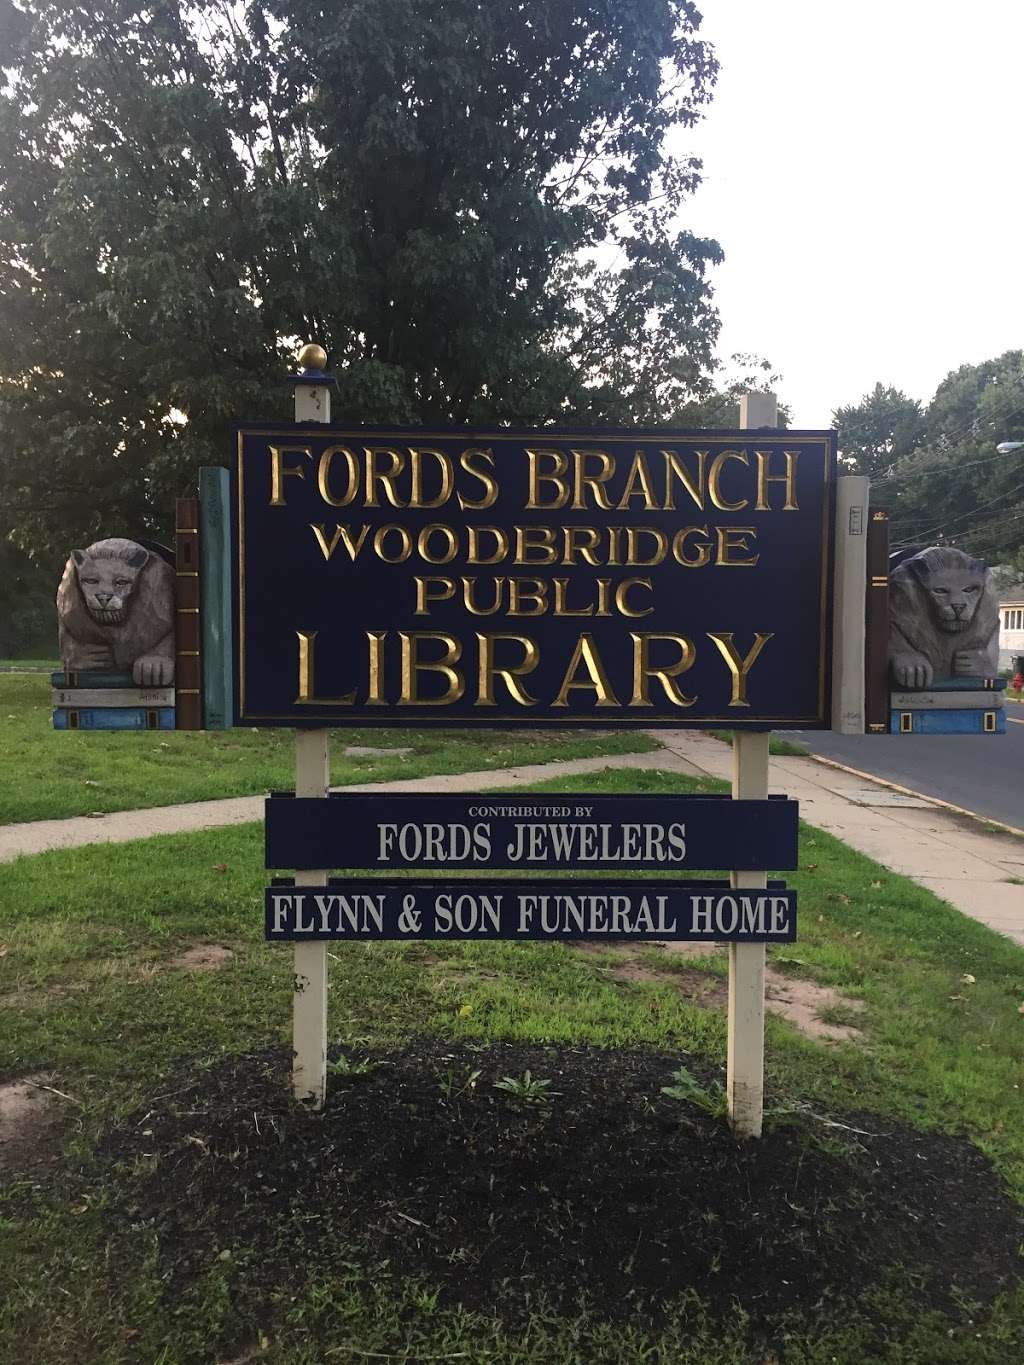 FORDS BRANCH
WOODBRIDGE
PUBLIC
LIBRARY
CONTRIBUTED BY
FORDS JEWELERS
FLYNN & SON FUNERAL HOME